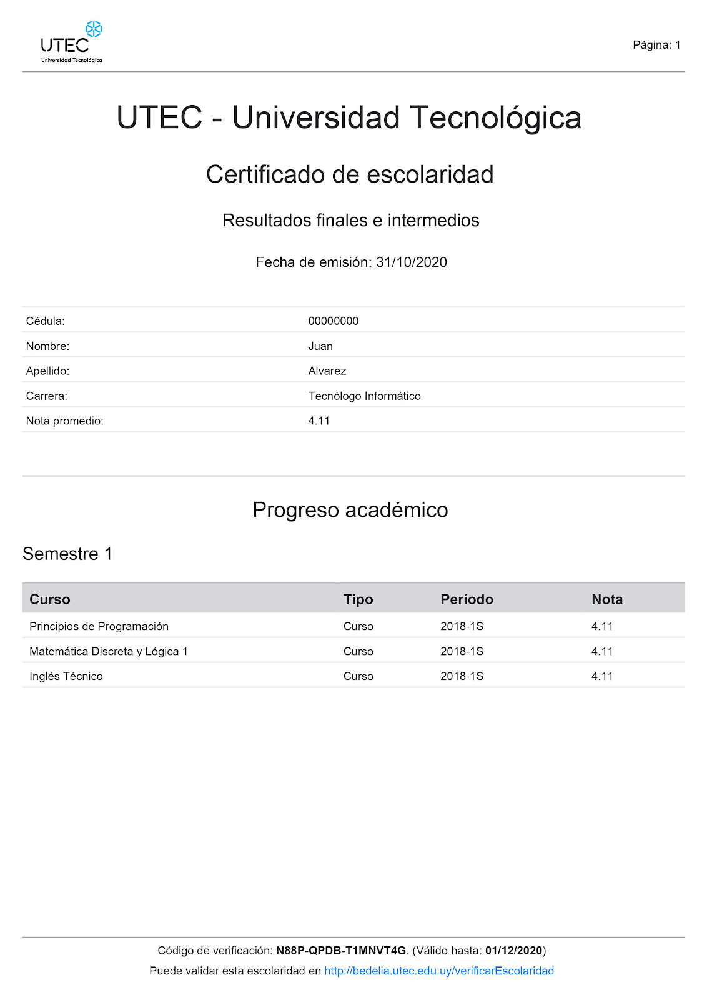 UTEC
Universidad Tecnológica
Página: 1
UTEC - Universidad Tecnológica
Certificado de escolaridad
Resultados finales e intermedios
Fecha de emisión: 31/10/2020
Cédula: 00000000
Nombre: Juan
Apellido: Alvarez
Carrera: Tecnólogo Informático
Nota promedio: 4.11
Progreso académico
Semestre 1
Curso Tipo Período Nota
Principios de Programación Curso 2018-1S 4.11
Matemática Discreta y Lógica 1 Curso 2018-1S 4.11
Inglés Técnico Curso 2018-1S 4.11
Código de verificación: N88P-QPDB-T1MNVT4G. (Válido hasta: 01/12/2020)
Puede validar esta escolaridad en http://bedelia.utec.edu.uy/verificarEscolaridad